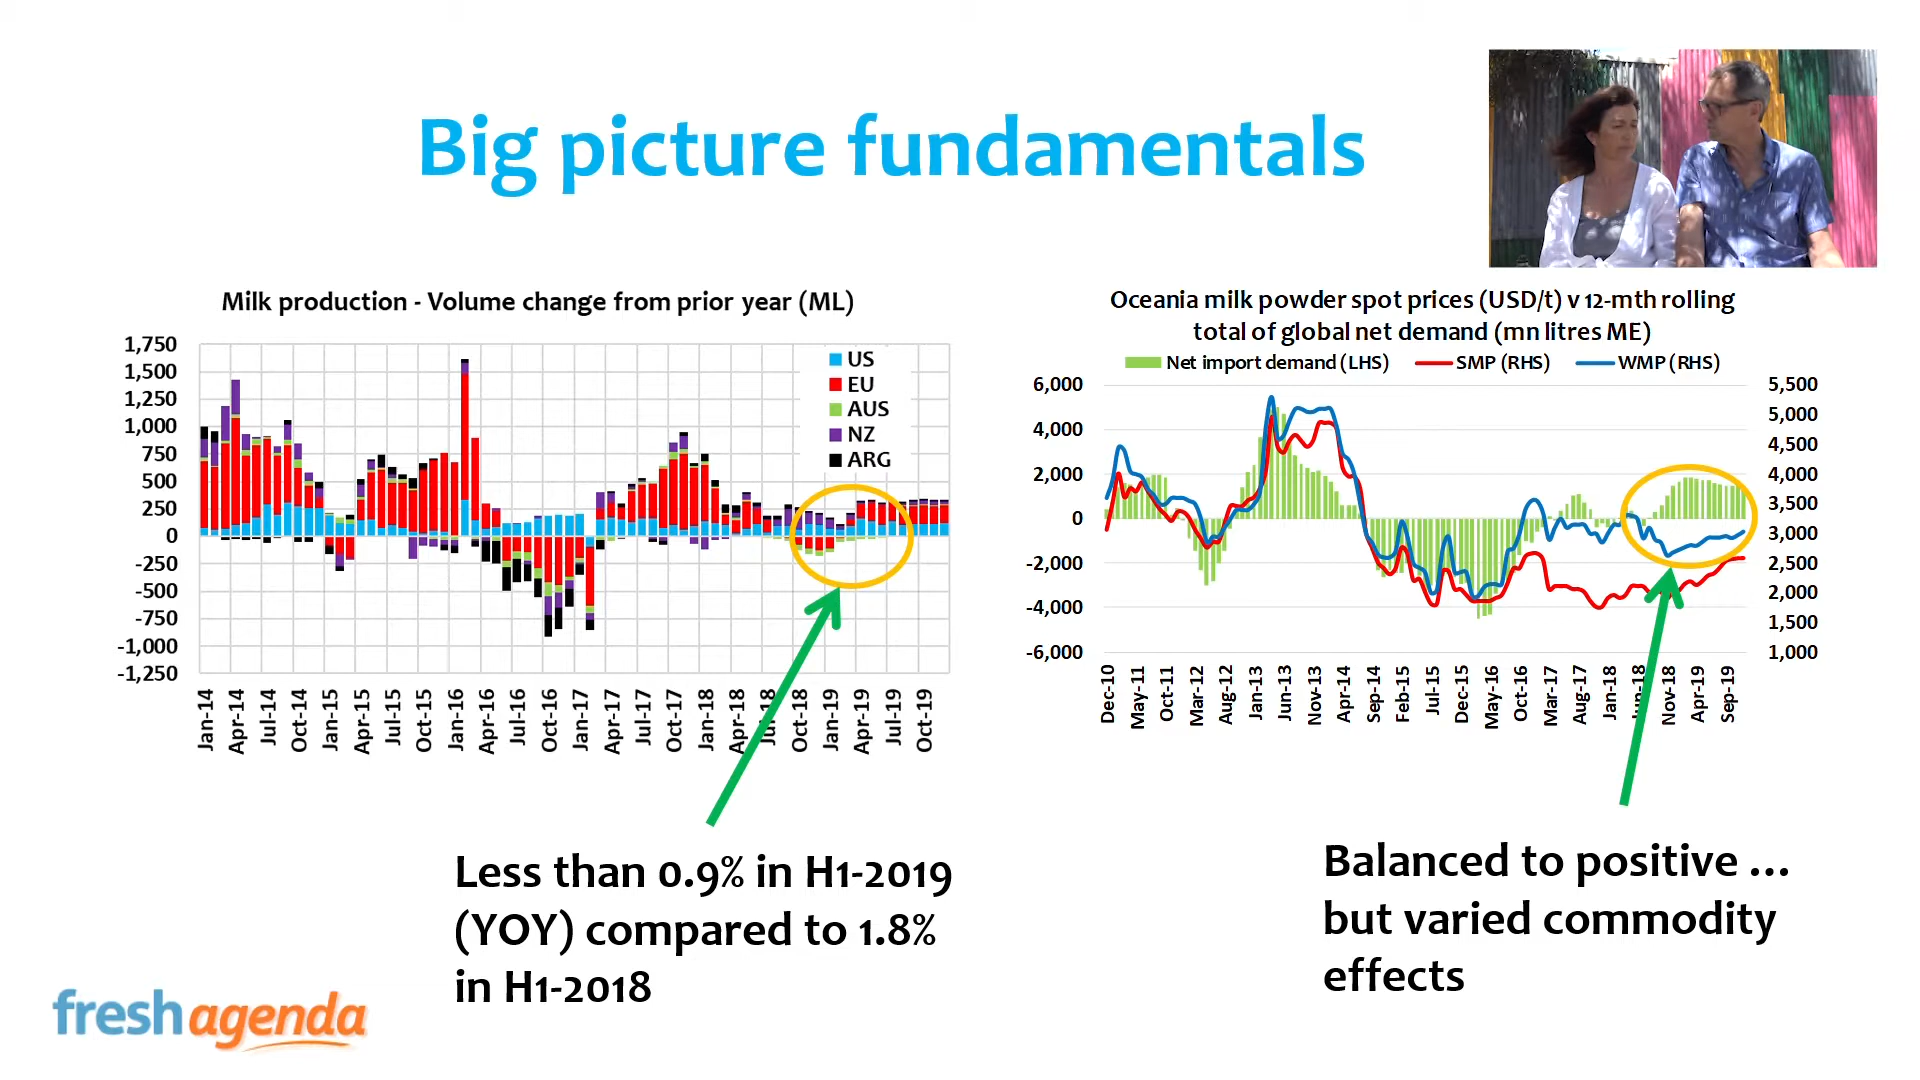 Big picture fundamentals
Milk production - Volume change from prior year (ML)
1,750
1,500
1,250
1,000
750
500
250
0
-250
-500
-750
-1,000
-1,250
US
EU
AUS
NZ
ARG
Jan-14
Apr-14
Jul-14
Oct-14
Jan-15
Apr-15
Jul-15
Oct-15
Jan-16
Apr-16
Jul-16
Oct-16
Jan-17
Apr-17
Jul-17
Oct-17
Jan-18
Apr-18
Jul-18
Oct-18
Jan-19
Apr-19
Jul-19
Oct-19
Less than 0.9% in H1-2019
(YOY) compared to 1.8%
in H1-2018
Oceania milk powder spot prices (USD/t) v 12-mth rolling
total of global net demand (mn litres ME)
Net import demand (LHS) SMP (RHS) WMP (RHS)
6,000
4,000
2,000
0
-2,000
-4,000
-6,000
5,500
5,000
4,500
4,000
3,500
3,000
2,500
2,000
1,500
1,000
Dec-10
May-11
Oct-11
Mar-12
Aug-12
Jan-13
Jun-13
Nov-13
Apr-14
Sep-14
Feb-15
Jul-15
Dec-15
May-16
Oct-16
Mar-17
Aug-17
Jan-18
Jun-18
Nov-18
Apr-19
Sep-19
Balanced to positive ...
but varied commodity
effects
fresh agenda